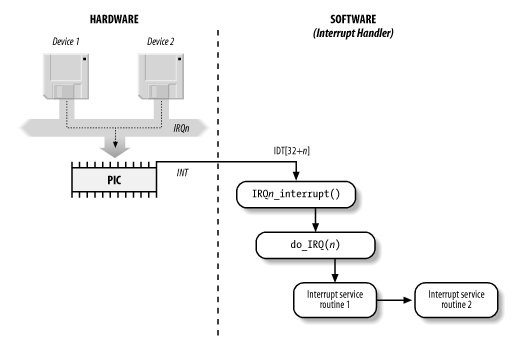 HARDWARE
SOFTWARE
(Interrupt Handler)
Device 1
Device 2
IRQn
IDT[32+n]
INT
PIC
IRQn_interrupt()
do_IRQ(n)
Interrupt service
routine 1
Interrupt service
routine 2